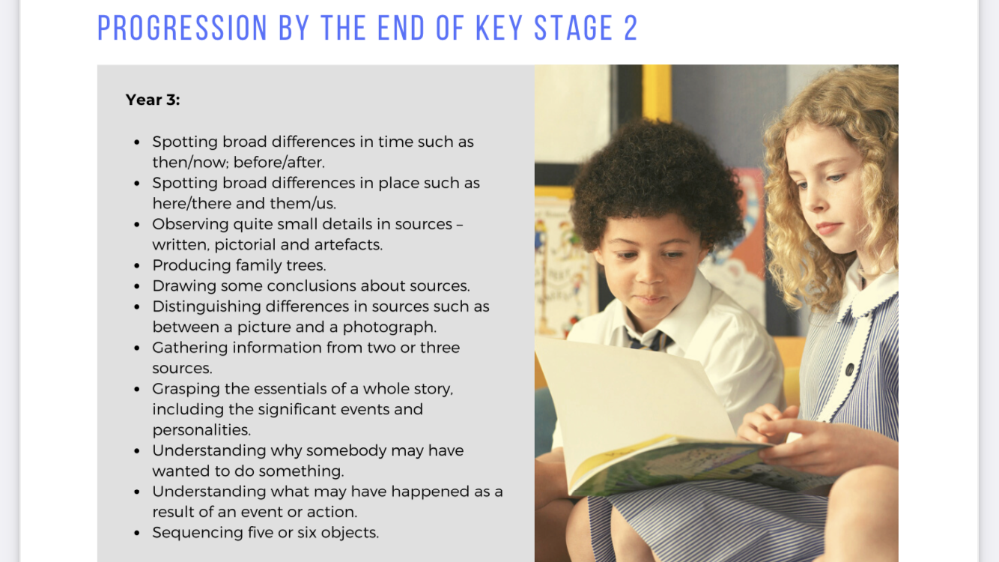 PROGRESSION BY THE END OF KEY STAGE 2
Year 3:
• Spotting broad differences in time such as
then/now; before/after.
• Spotting broad differences in place such as
here/there and them/us.
• Observing quite small details in sources –
written, pictorial and artefacts.
• Producing family trees.
• Drawing some conclusions about sources.
• Distinguishing differences in sources such as
between a picture and a photograph.
• Gathering information from two or three
sources.
• Grasping the essentials of a whole story,
including the significant events and
personalities.
• Understanding why somebody may have
wanted to do something.
• Understanding what may have happened as a
result of an event or action.
• Sequencing five or six objects.